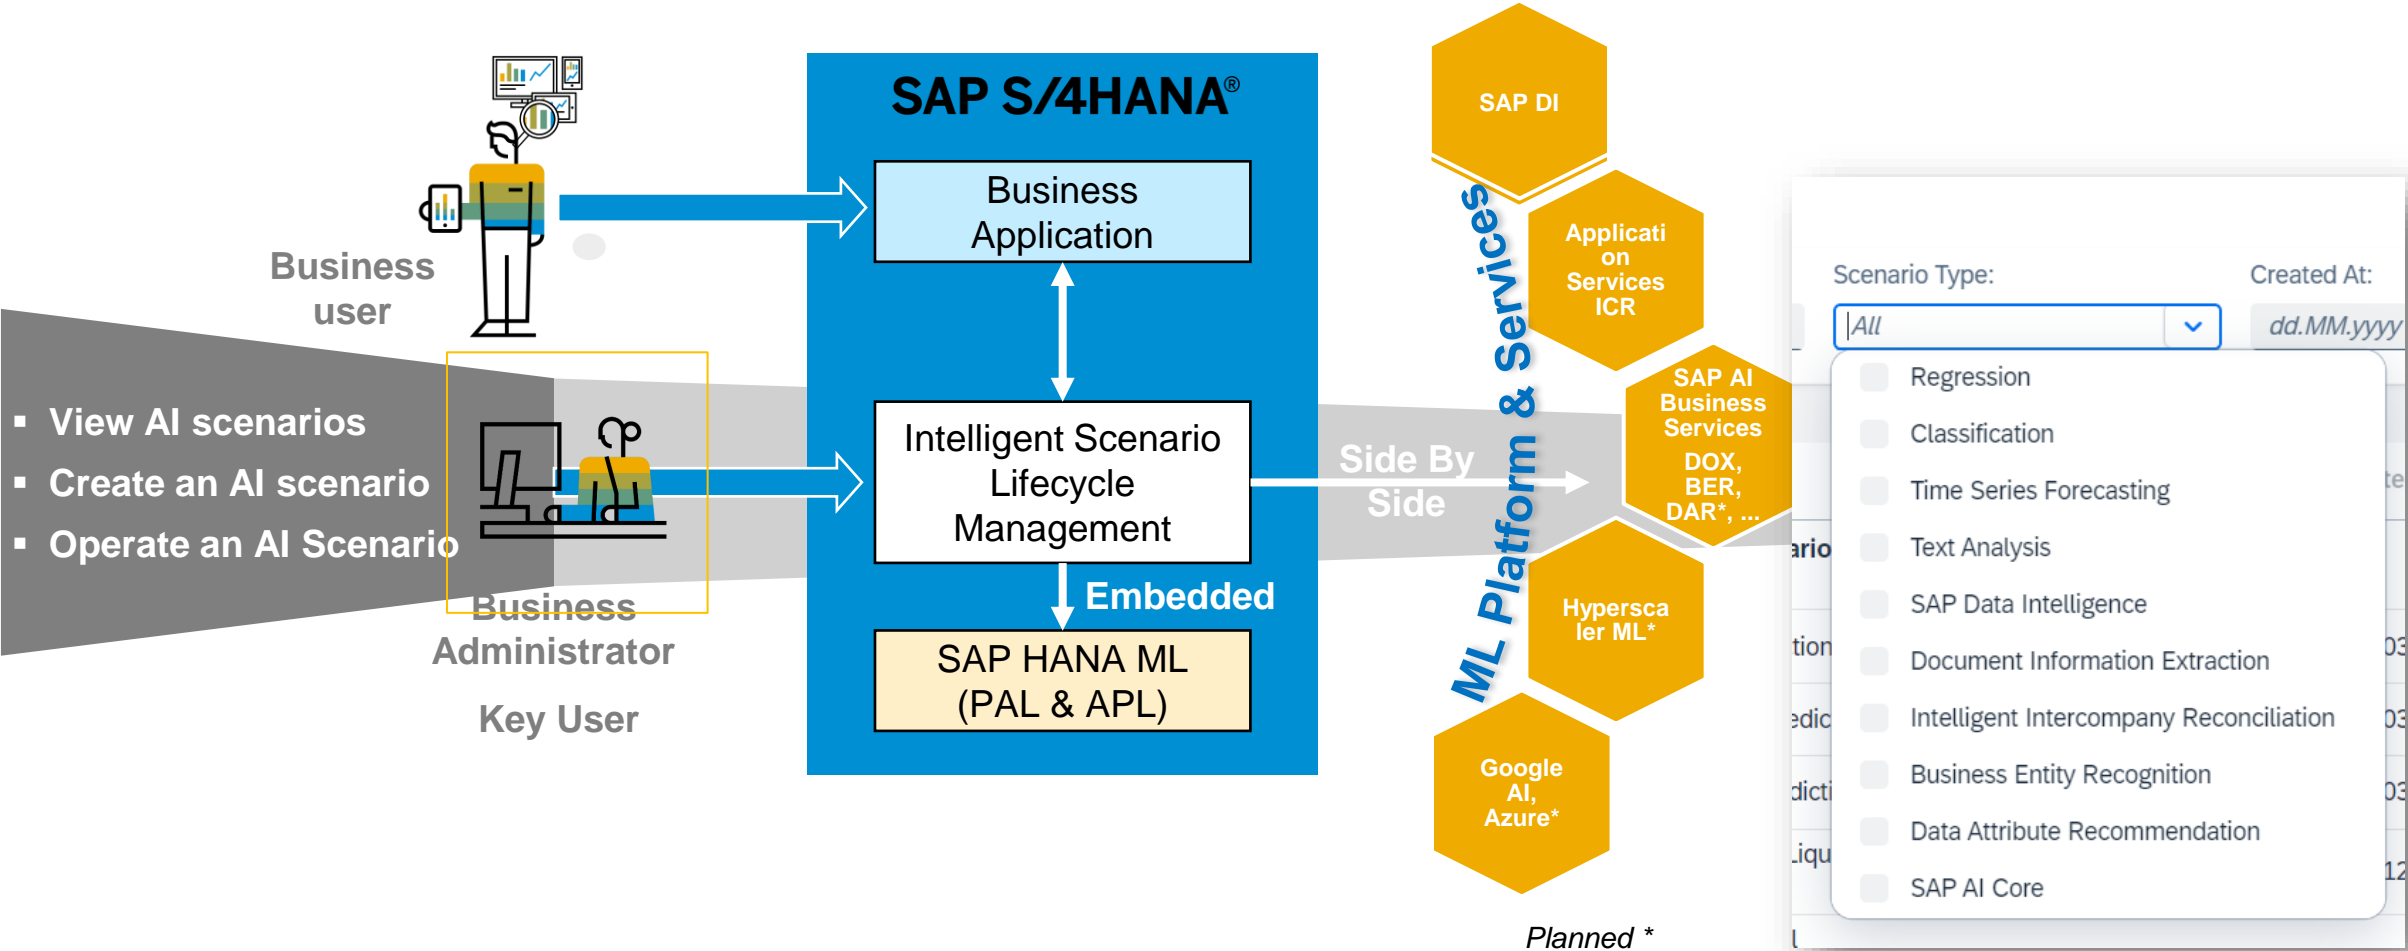 SAP S/4HANA®
Business
Application
Intelligent Scenario
Lifecycle
Management
Embedded
SAP HANA ML
(PAL & APL)
Business
user
▪ View AI scenarios
▪ Create an AI scenario
▪ Operate an AI Scenario
Business
Administrator
Key User
Side By
Side
ML Platform & Services
SAP DI
Applicati
on
Services
ICR
SAP AI
Business
Services
DOX,
BER,
DAR*, ...
Hypersca
ler ML*
Google
AI,
Azure*
Planned *
Scenario Type:
Created At:
All
dd.MM.yyyy
Regression
Classification
Time Series Forecasting
Text Analysis
SAP Data Intelligence
Document Information Extraction
Intelligent Intercompany Reconciliation
Business Entity Recognition
Data Attribute Recommendation
SAP AI Core